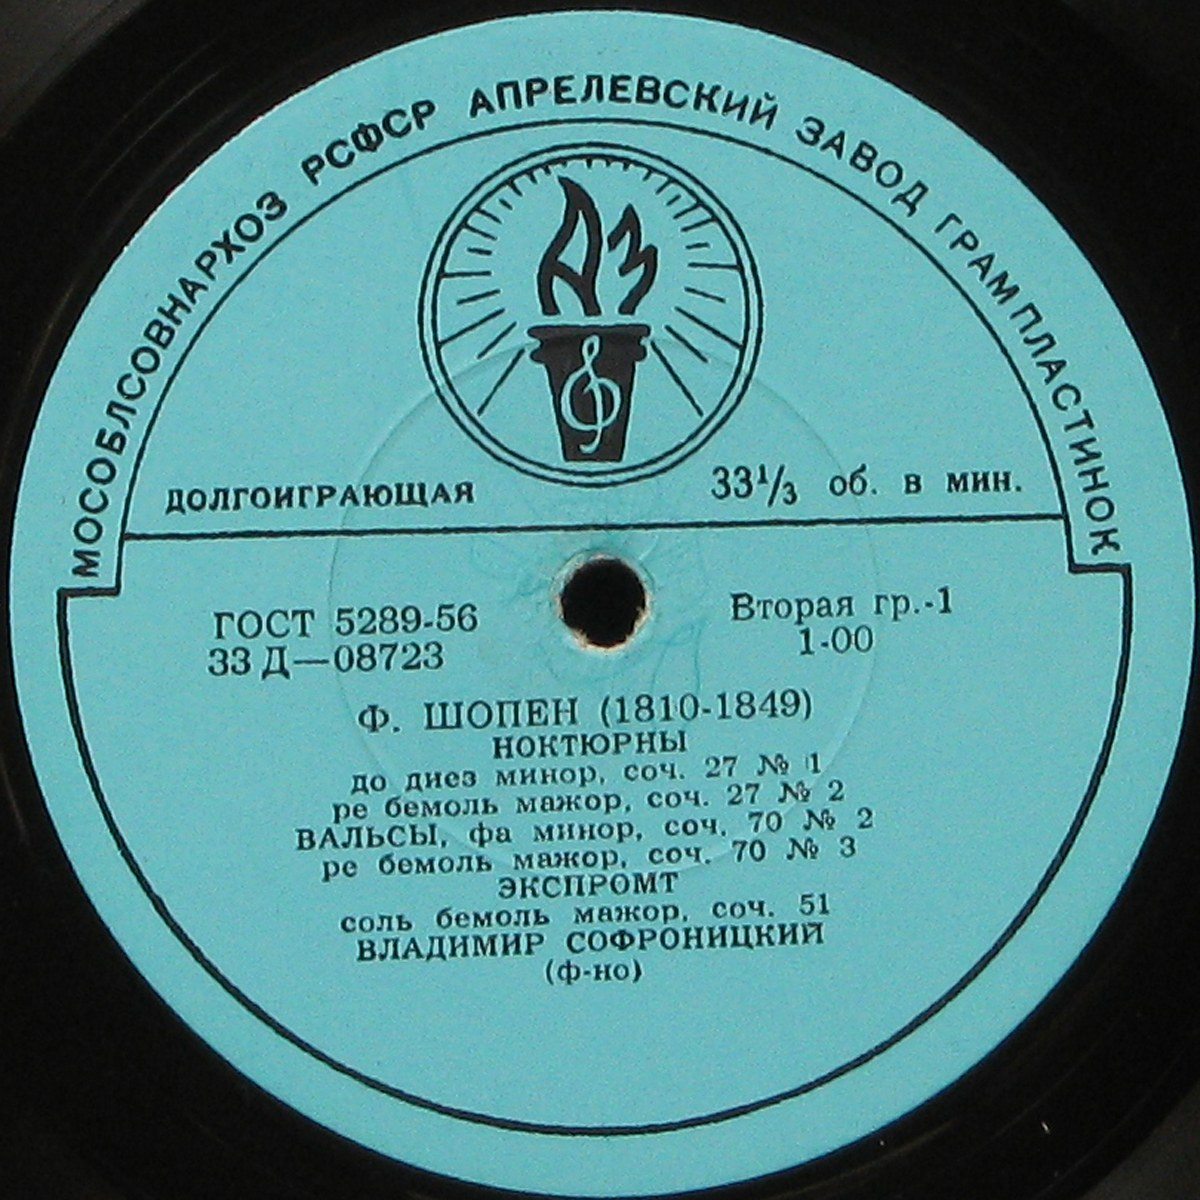 МОСОБЛСОВНАРХОЗ РСФСР АПРЕЛЕВСКИЙ ЗАВОД ГРАМПЛАСТИНОК
АЗ
ДОЛГОИГРАЮЩАЯ 33⅓ об. в мин.
ГОСТ 5289-56 Вторая гр.-1
33 Д—08723 1-00
Ф. ШОПЕН (1810-1849)
НОКТЮРНЫ
до диез минор, соч. 27 № 1
ре бемоль мажор, соч. 27 № 2
ВАЛЬСЫ, фа минор, соч. 70 № 2
ре бемоль мажор, соч. 70 № 3
ЭКСПРОМТ
соль бемоль мажор, соч. 51
ВЛАДИМИР СОФРОНИЦКИЙ
(ф-но)